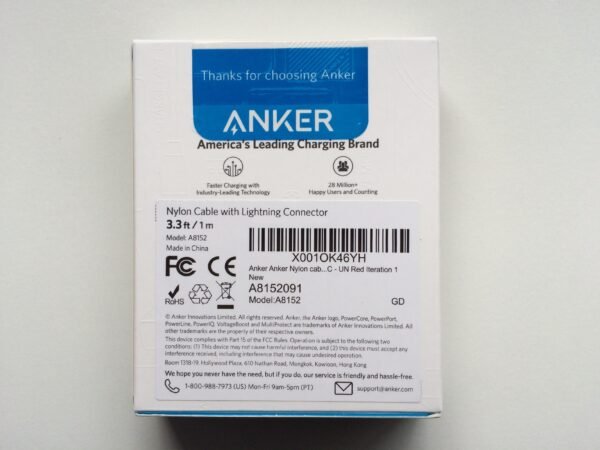 Thanks for choosing Anker
ANKER
America's Leading Charging Brand
Faster Charging with
Industry-Leading Technology
28 Million+
Happy Users and Counting
Nylon Cable with Lightning Connector
3.3 ft / 1 m
Model: A8152
Made in China
FC CE
RoHS
X001OK46YH
Anker Anker Nylon cab...C - UN Red Iteration 1
New
A8152091
Model:A8152
GD
© Anker Innovations Limited. All rights reserved. Anker, the Anker logo, PowerCore, PowerPort,
PowerLine, PowerIQ, VoltageBoost and MultiProtect are trademarks of Anker Innovations Limited. All
other trademarks are the property of their respective owners.
This device complies with Part 15 of the FCC Rules. Operation is subject to the following two
conditions: (1) This device may not cause harmful interference, and (2) this device must accept any
interference received, including interference that may cause undesired operation.
Room 1318-19, Hollywood Plaza, 610 Nathan Road, Mongkok, Kowloon, Hong Kong
We hope you never have the need, but if you do, our service is friendly and hassle-free.
1-800-988-7973 (US) Mon-Fri 9am-5pm (PT)
support@anker.com